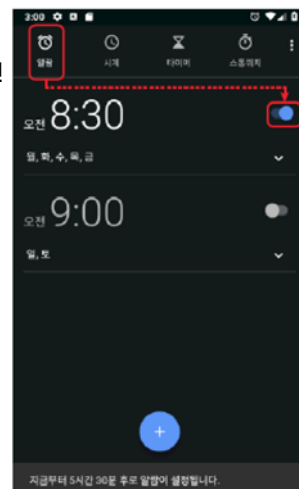 3:00
알람 시계 타이머 스톱워치
오전 8:30
월, 화, 수, 목, 금
오전 9:00
일, 토
지금부터 5시간 30분 후로 알람이 설정됩니다.